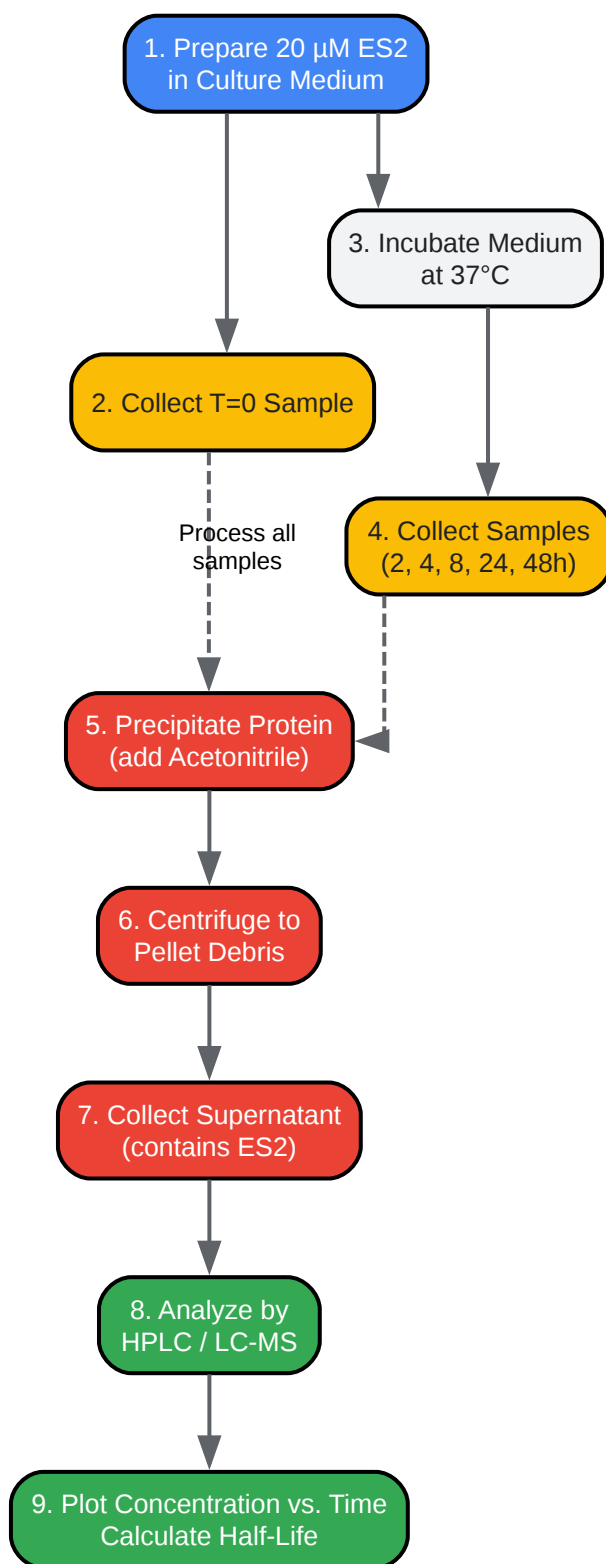 1. Prepare 20 µM ES2
in Culture Medium
3. Incubate Medium
at 37°C
2. Collect T=0 Sample
Process all
samples
4. Collect Samples
(2, 4, 8, 24, 48h)
5. Precipitate Protein
(add Acetonitrile)
6. Centrifuge to
Pellet Debris
7. Collect Supernatant
(contains ES2)
8. Analyze by
HPLC / LC-MS
9. Plot Concentration vs. Time
Calculate Half-Life